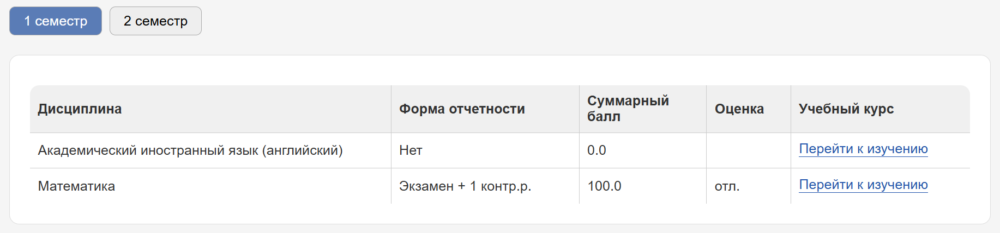 1 семестр
2 семестр
Дисциплина
Форма отчетности
Суммарный
балл
Оценка
Учебный курс
Академический иностранный язык (английский)
Нет
0.0
Перейти к изучению
Математика
Экзамен + 1 контр.р.
100.0
отл.
Перейти к изучению